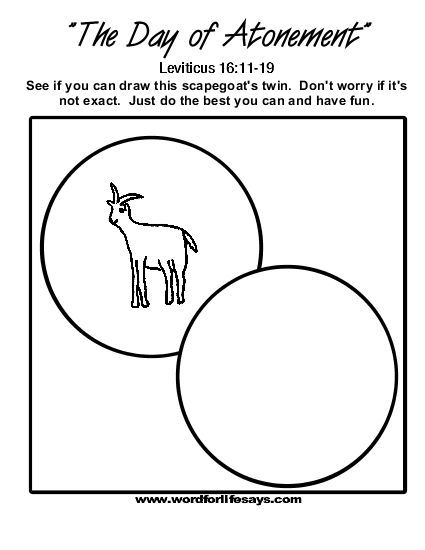 "The Day of Atonement"
Leviticus 16:11-19
See if you can draw this scapegoat's twin.  Don't worry if it's
not exact.  Just do the best you can and have fun.
www.wordforlifesays.com